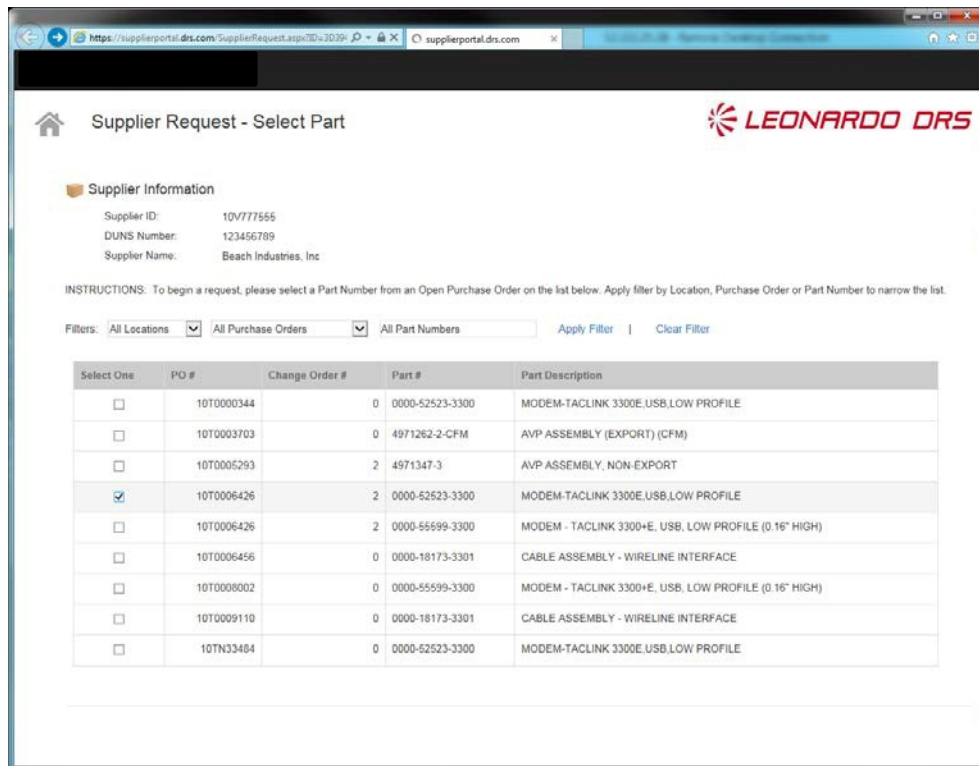 https://supplierportal.drs.com/SupplierRequest.aspx?ID=3D39 supplierportal.drs.com
Supplier Request - Select Part
LEONARDO DRS
Supplier Information
Supplier ID: 10V777555
DUNS Number: 123456789
Supplier Name: Beach Industries, Inc
INSTRUCTIONS: To begin a request, please select a Part Number from an Open Purchase Order on the list below. Apply filter by Location, Purchase Order or Part Number to narrow the list.
Filters: All Locations All Purchase Orders All Part Numbers Apply Filter | Clear Filter
Select One PO # Change Order # Part # Part Description
10T0000344 0 0000-52523-3300 MODEM-TACLINK 3300E,USB,LOW PROFILE
10T0003703 0 4971262-2-CFM AVP ASSEMBLY (EXPORT) (CFM)
10T0005293 2 4971347-3 AVP ASSEMBLY, NON-EXPORT
10T0006426 2 0000-52523-3300 MODEM-TACLINK 3300E,USB,LOW PROFILE
10T0006426 2 0000-55599-3300 MODEM - TACLINK 3300+E, USB, LOW PROFILE (0.16" HIGH)
10T0006456 0 0000-18173-3301 CABLE ASSEMBLY - WIRELINE INTERFACE
10T0008002 0 0000-55599-3300 MODEM - TACLINK 3300+E, USB, LOW PROFILE (0.16" HIGH)
10T0009110 0 0000-18173-3301 CABLE ASSEMBLY - WIRELINE INTERFACE
10TN33484 0 0000-52523-3300 MODEM-TACLINK 3300E,USB,LOW PROFILE